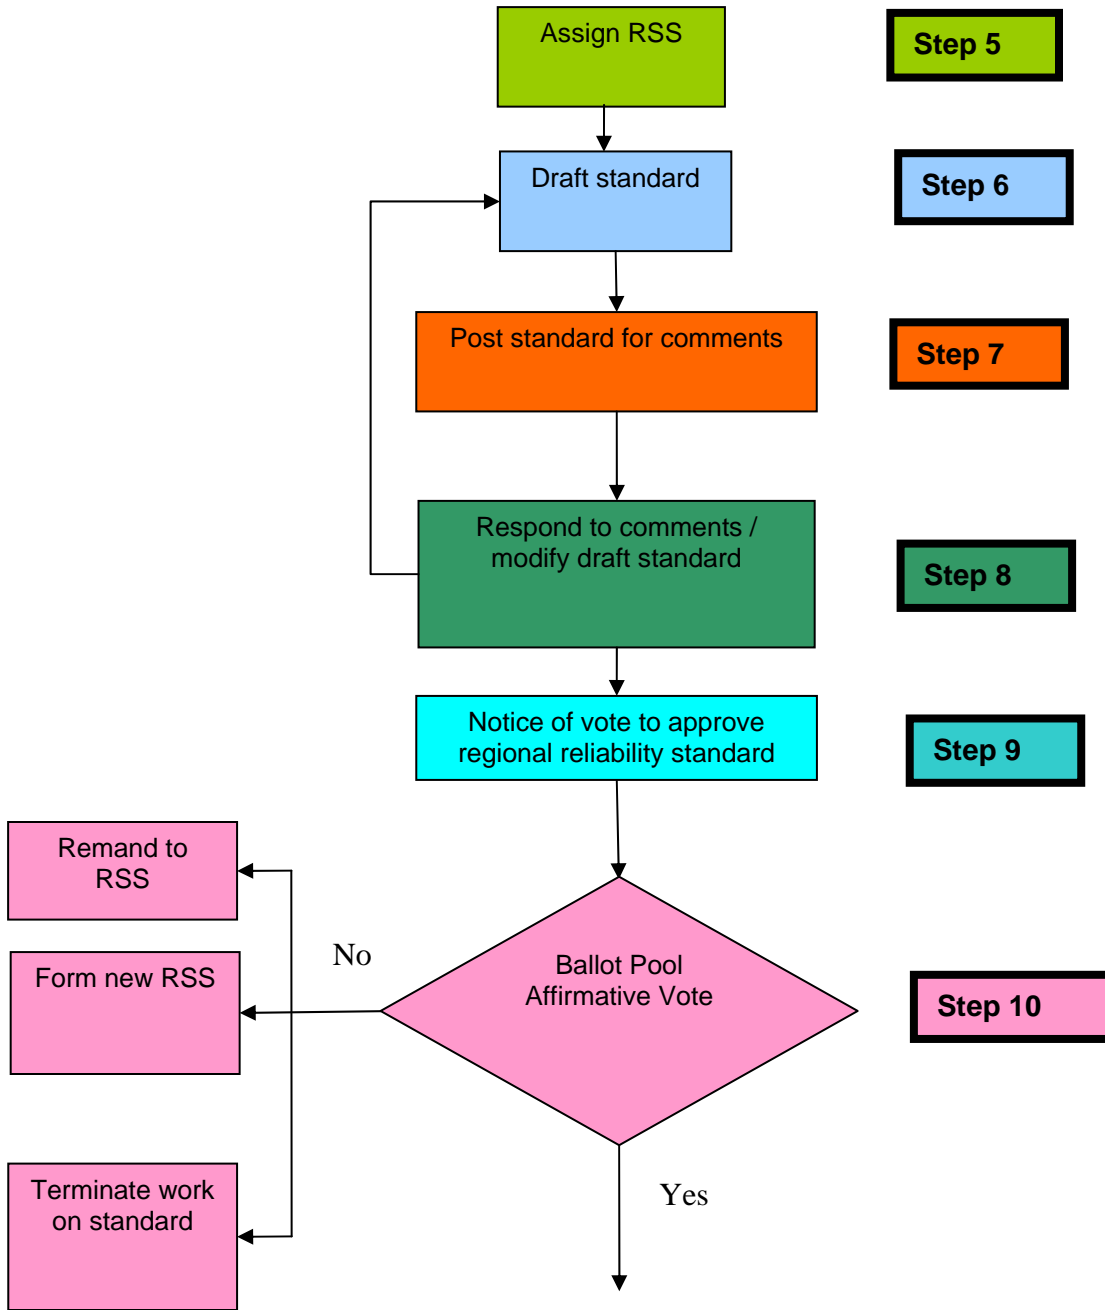 Assign RSS
Step 5
Draft standard
Step 6
Post standard for comments
Step 7
Respond to comments /
modify draft standard
Step 8
Notice of vote to approve
regional reliability standard
Step 9
Remand to
RSS
No
Form new RSS
Ballot Pool
Affirmative Vote
Step 10
Terminate work
on standard
Yes